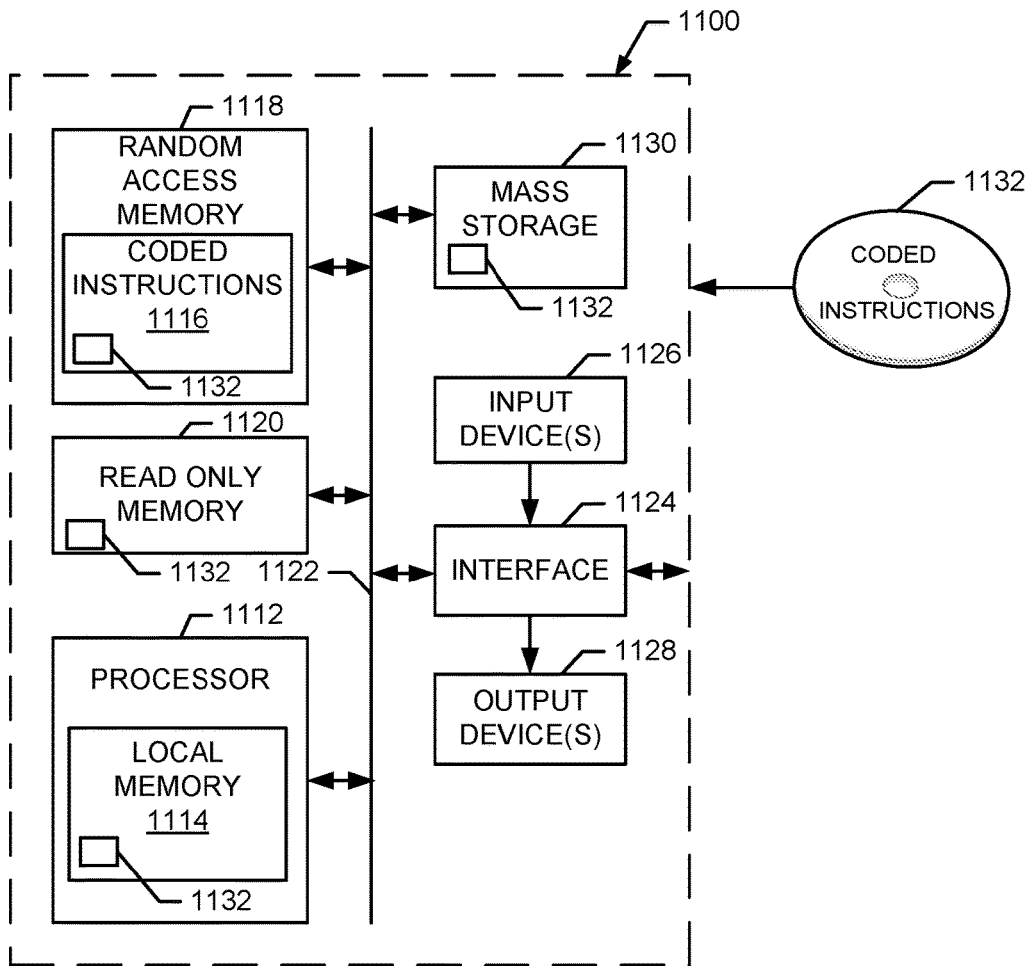 1100
1118
RANDOM
ACCESS
MEMORY
CODED
INSTRUCTIONS
1116
1132
1120
READ ONLY
MEMORY
1132
1122
1112
PROCESSOR
LOCAL
MEMORY
1114
1132
1130
MASS
STORAGE
1132
1126
INPUT
DEVICE(S)
1124
INTERFACE
1128
OUTPUT
DEVICE(S)
1132
CODED
INSTRUCTIONS